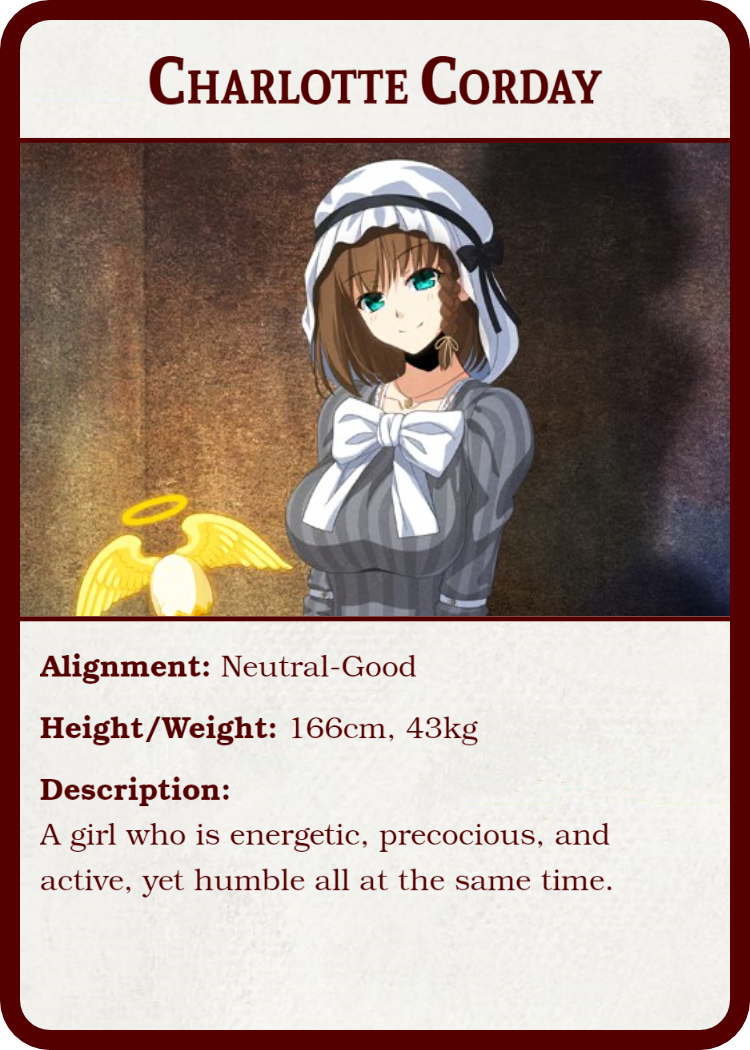 Charlotte Corday
Alignment: Neutral-Good
Height/Weight: 166cm, 43kg
Description:
A girl who is energetic, precocious, and
active, yet humble all at the same time.